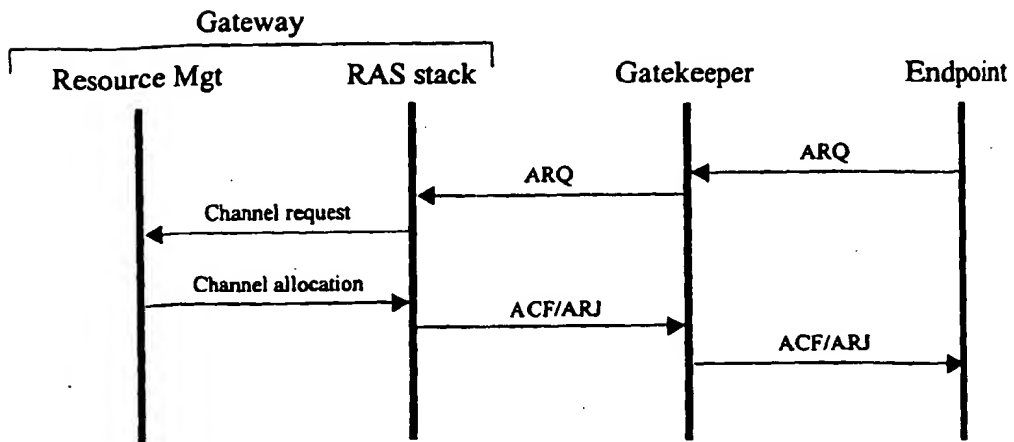 Gateway
Resource Mgt
RAS stack
Gatekeeper
Endpoint
ARQ
ARQ
Channel request
Channel allocation
ACF/ARJ
ACF/ARJ